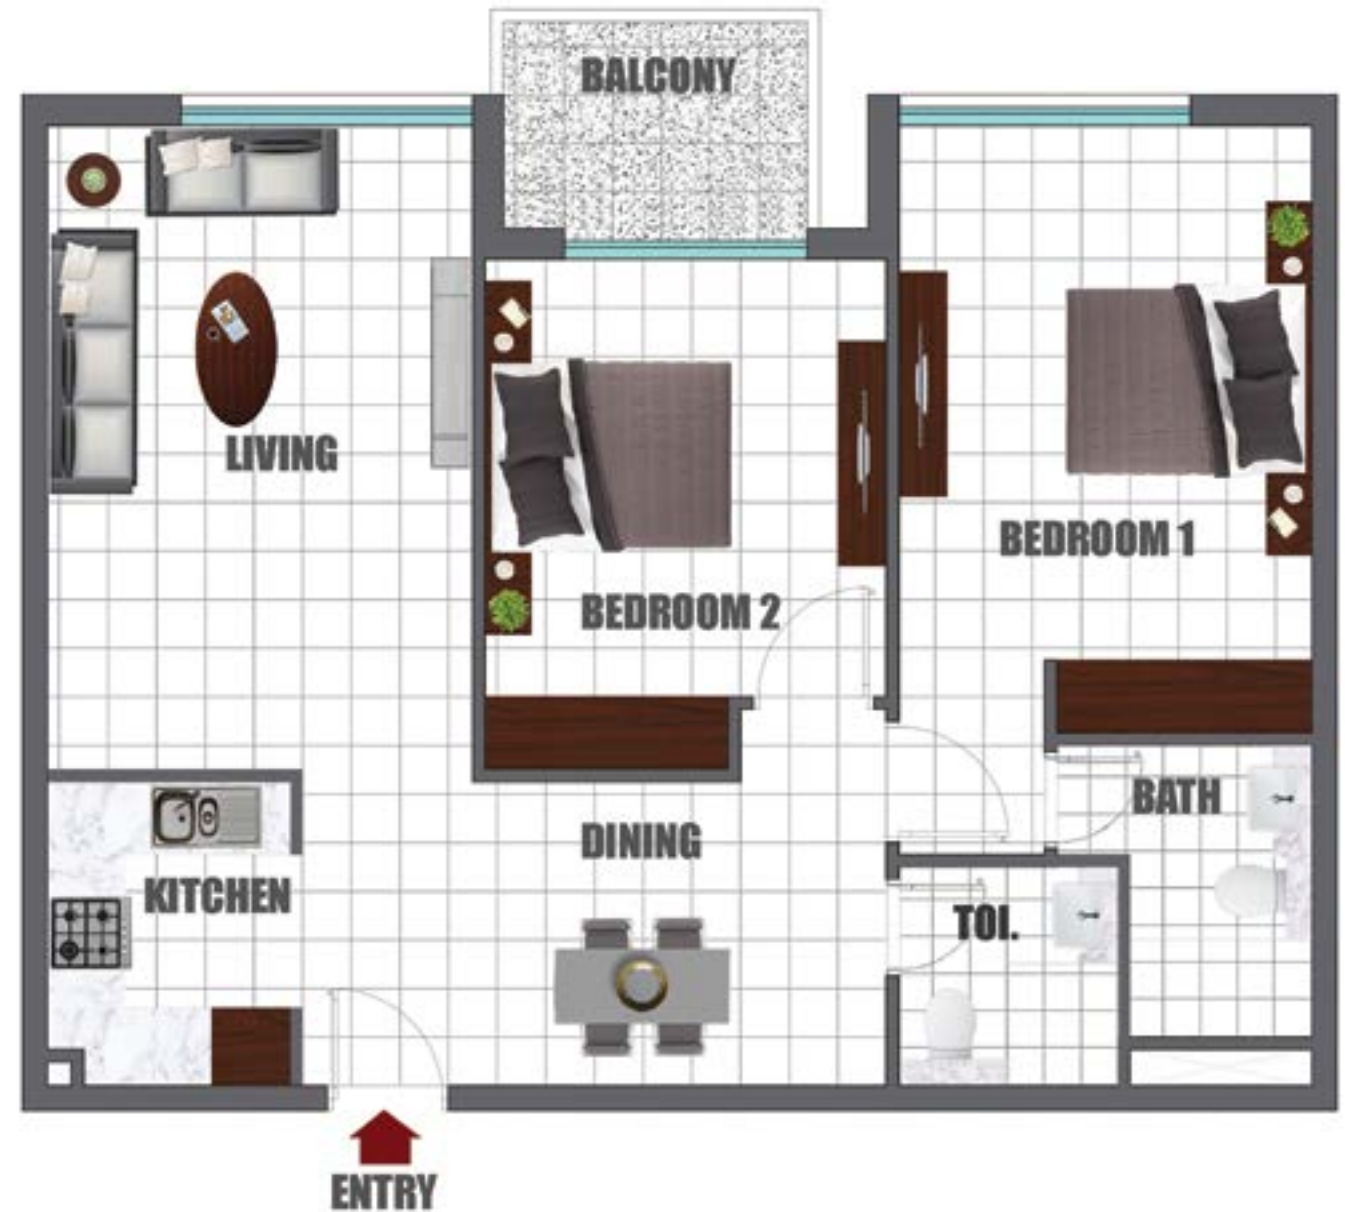 BALCONY
LIVING
BEDROOM 1
BEDROOM 2
BATH
DINING
KITCHEN
TOI.
ENTRY